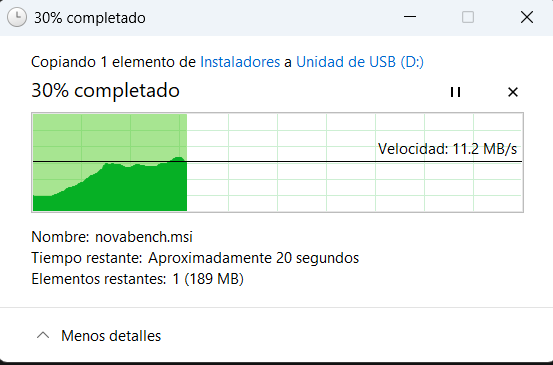 30% completado
Copiando 1 elemento de Instaladores a Unidad de USB (D:)
30% completado
Velocidad: 11.2 MB/s
Nombre: novabench.msi
Tiempo restante: Aproximadamente 20 segundos
Elementos restantes: 1 (189 MB)
Menos detalles